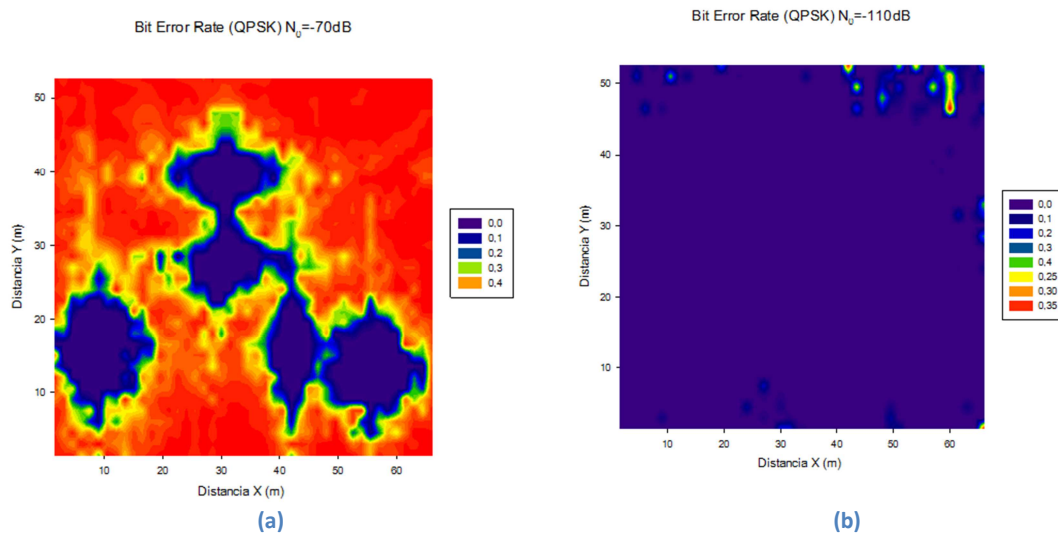 Bit Error Rate (QPSK) N₀=-70dB
50
40
30
20
10
Distancia Y (m)
10 20 30 40 50 60
Distancia X (m)
0,0
0,1
0,2
0,3
0,4
(a)
Bit Error Rate (QPSK) N₀=-110dB
50
40
30
20
10
Distancia Y (m)
10 20 30 40 50 60
Distancia X (m)
0,0
0,1
0,2
0,3
0,4
0,25
0,30
0,35
(b)